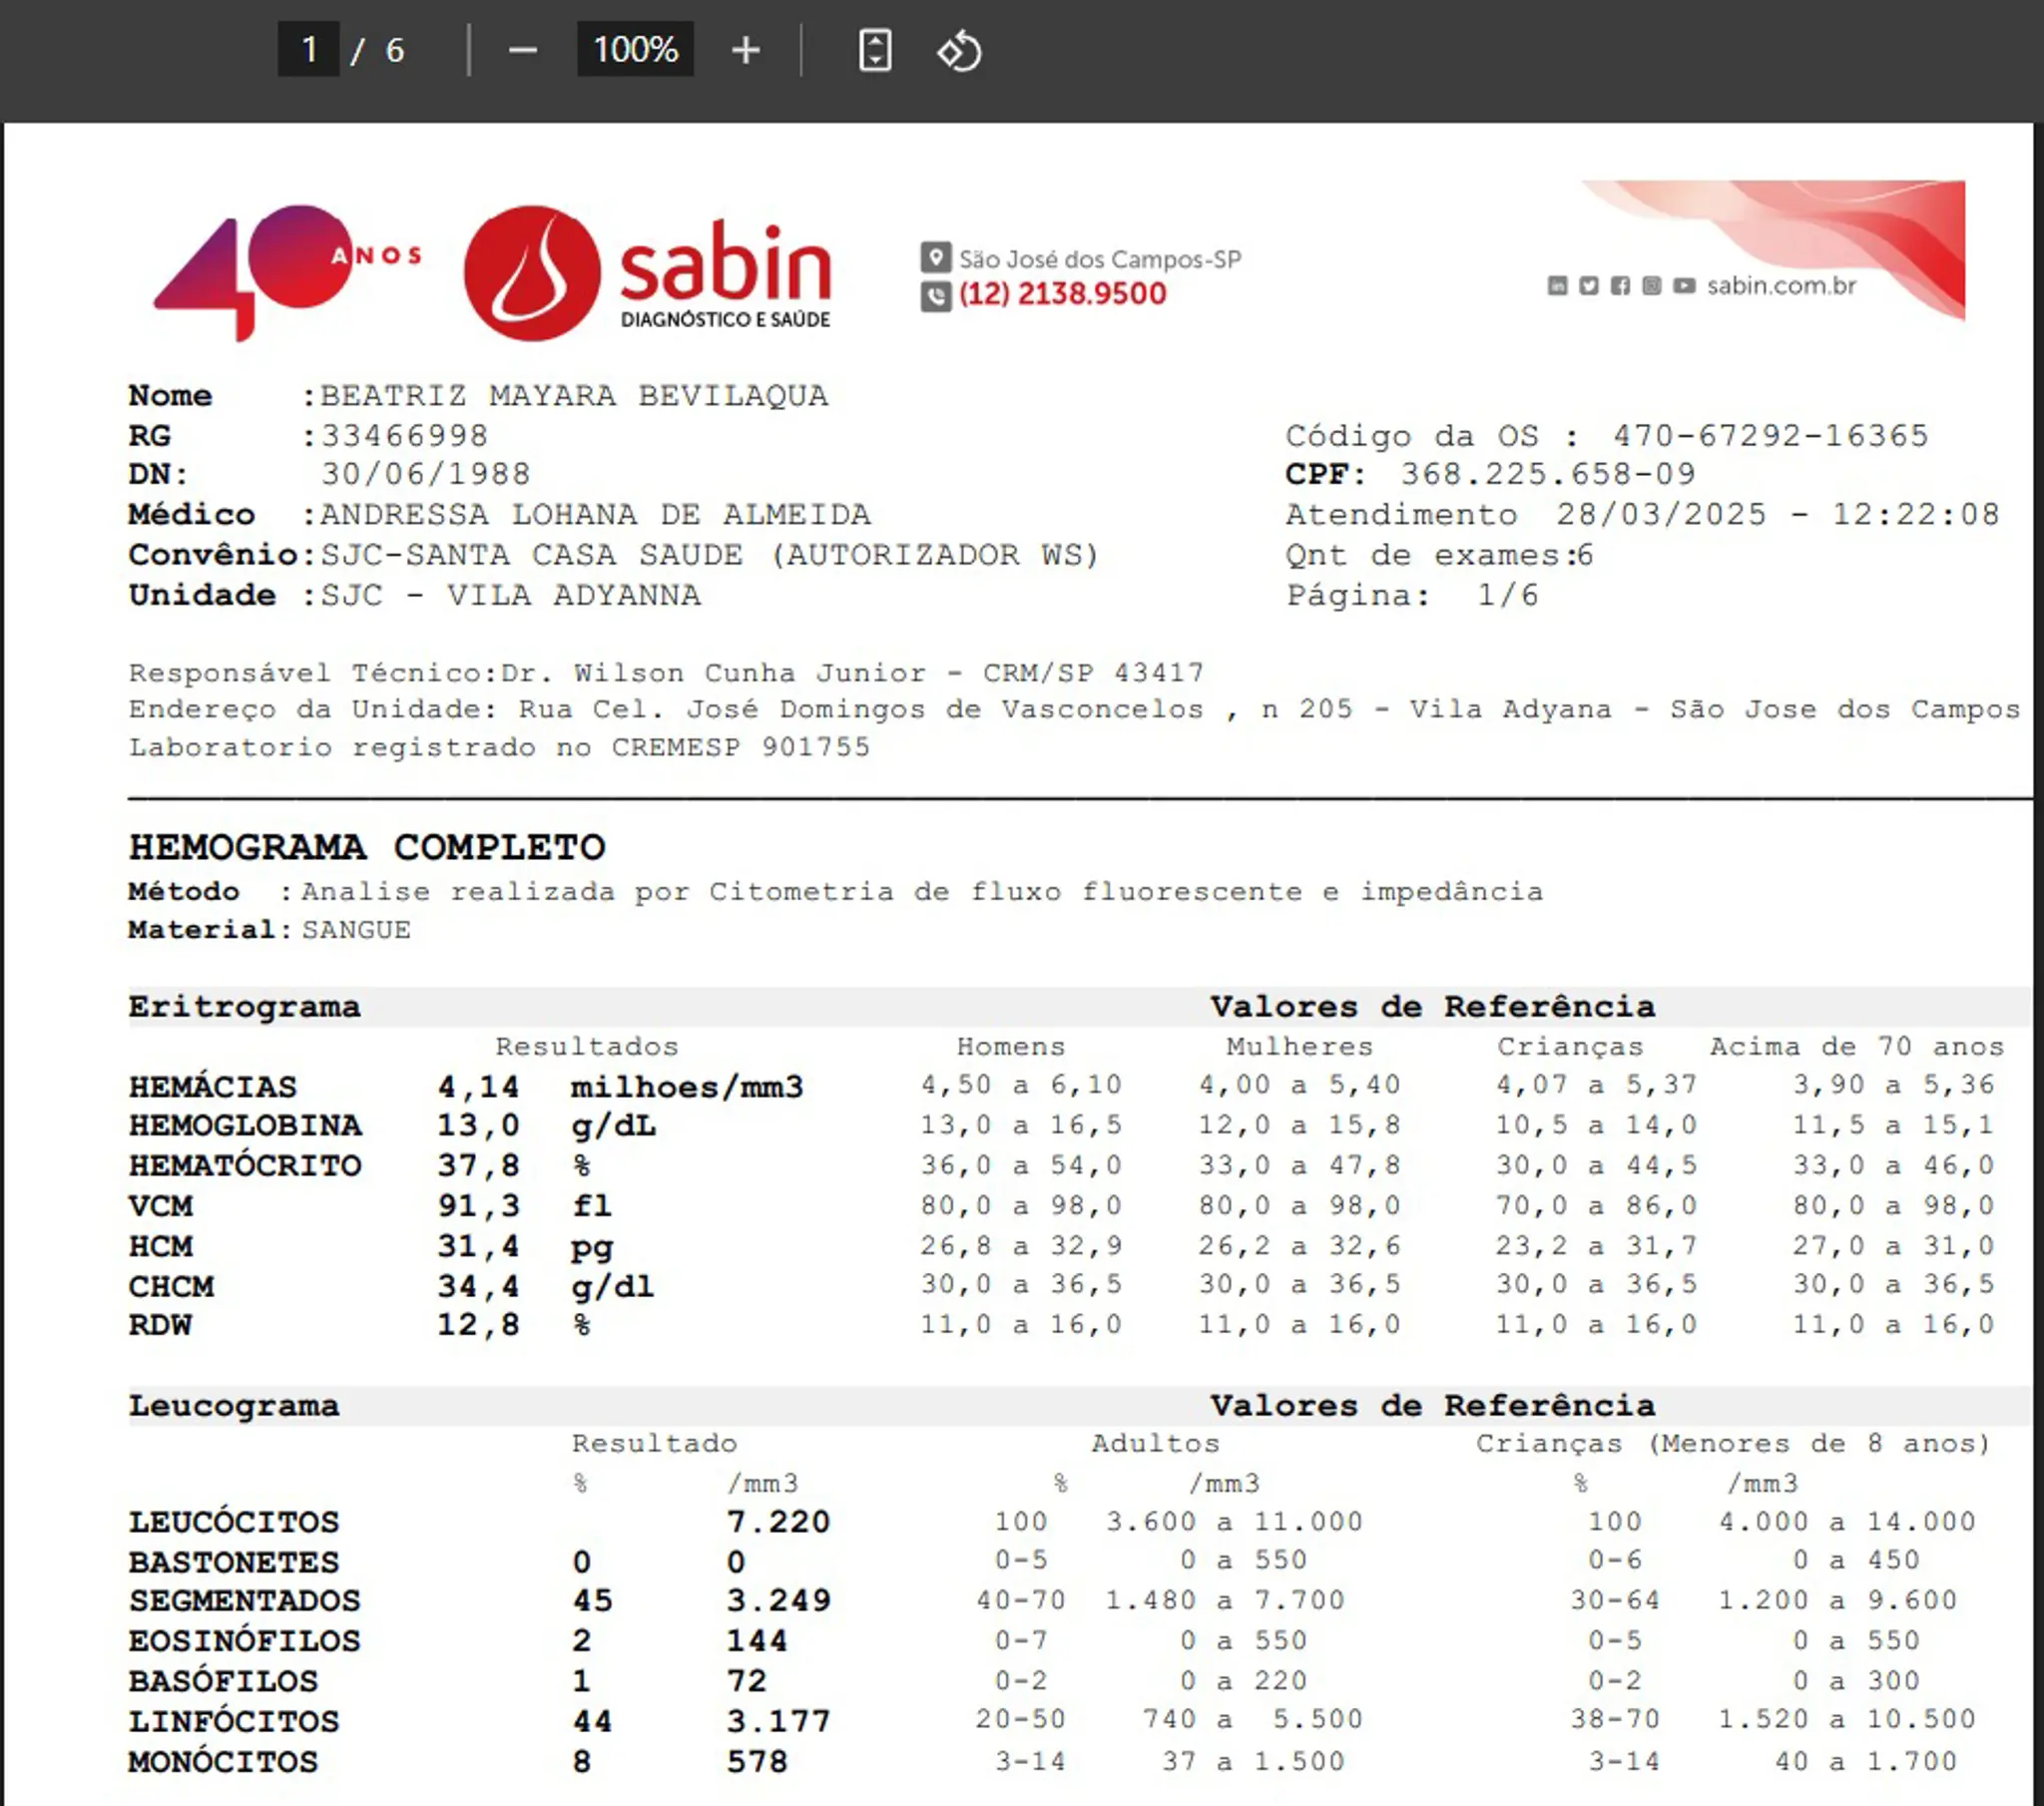 1 / 6 − 100% +
40 ANOS
sabin
DIAGNÓSTICO E SAÚDE
São José dos Campos-SP
(12) 2138.9500
sabin.com.br
Nome :BEATRIZ MAYARA BEVILAQUA
RG :33466998 Código da OS : 470-67292-16365
DN: 30/06/1988 CPF: 368.225.658-09
Médico :ANDRESSA LOHANA DE ALMEIDA Atendimento 28/03/2025 - 12:22:08
Convênio:SJC-SANTA CASA SAUDE (AUTORIZADOR WS) Qnt de exames:6
Unidade :SJC - VILA ADYANNA Página: 1/6
Responsável Técnico:Dr. Wilson Cunha Junior - CRM/SP 43417
Endereço da Unidade: Rua Cel. José Domingos de Vasconcelos , n 205 - Vila Adyana - São Jose dos Campos
Laboratorio registrado no CREMESP 901755
HEMOGRAMA COMPLETO
Método :Analise realizada por Citometria de fluxo fluorescente e impedância
Material:SANGUE
Eritrograma Valores de Referência
Resultados Homens Mulheres Crianças Acima de 70 anos
HEMÁCIAS 4,14 milhoes/mm3 4,50 a 6,10 4,00 a 5,40 4,07 a 5,37 3,90 a 5,36
HEMOGLOBINA 13,0 g/dL 13,0 a 16,5 12,0 a 15,8 10,5 a 14,0 11,5 a 15,1
HEMATÓCRITO 37,8 % 36,0 a 54,0 33,0 a 47,8 30,0 a 44,5 33,0 a 46,0
VCM 91,3 fl 80,0 a 98,0 80,0 a 98,0 70,0 a 86,0 80,0 a 98,0
HCM 31,4 pg 26,8 a 32,9 26,2 a 32,6 23,2 a 31,7 27,0 a 31,0
CHCM 34,4 g/dl 30,0 a 36,5 30,0 a 36,5 30,0 a 36,5 30,0 a 36,5
RDW 12,8 % 11,0 a 16,0 11,0 a 16,0 11,0 a 16,0 11,0 a 16,0
Leucograma Valores de Referência
Resultado Adultos Crianças (Menores de 8 anos)
% /mm3 % /mm3 % /mm3
LEUCÓCITOS 7.220 100 3.600 a 11.000 100 4.000 a 14.000
BASTONETES 0 0 0-5 0 a 550 0-6 0 a 450
SEGMENTADOS 45 3.249 40-70 1.480 a 7.700 30-64 1.200 a 9.600
EOSINÓFILOS 2 144 0-7 0 a 550 0-5 0 a 550
BASÓFILOS 1 72 0-2 0 a 220 0-2 0 a 300
LINFÓCITOS 44 3.177 20-50 740 a 5.500 38-70 1.520 a 10.500
MONÓCITOS 8 578 3-14 37 a 1.500 3-14 40 a 1.700